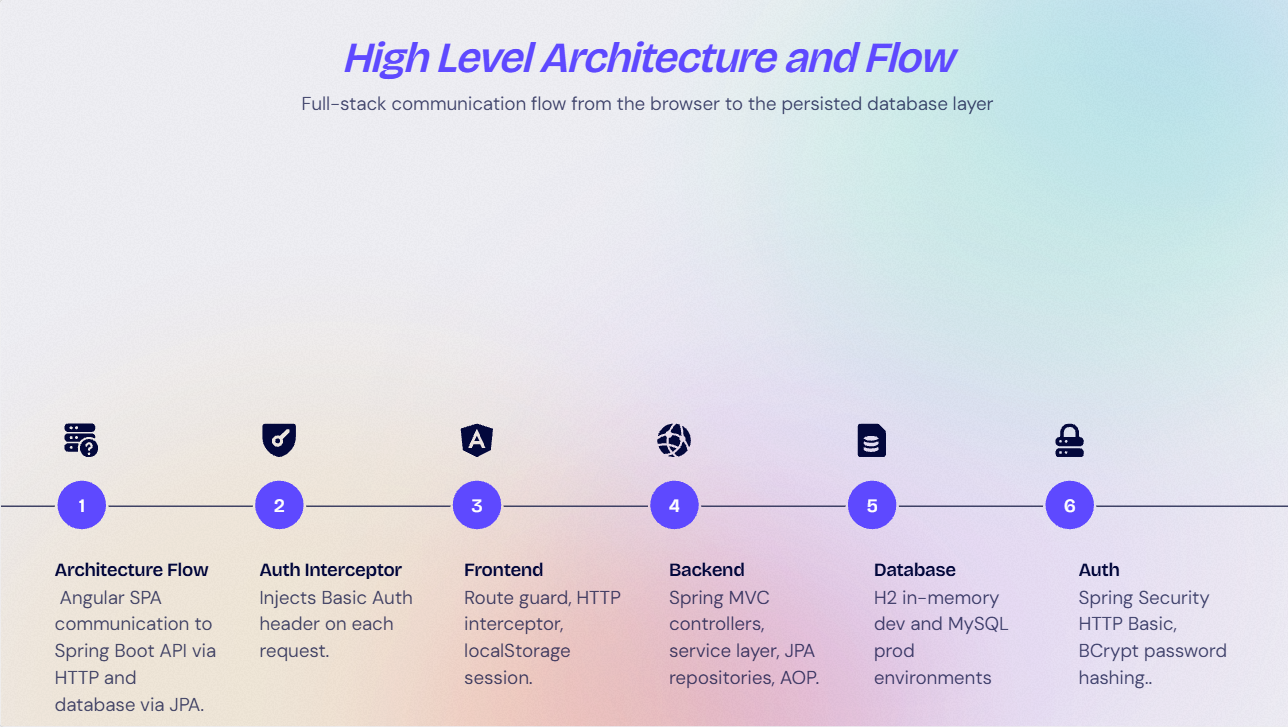 High Level Architecture and Flow
Full-stack communication flow from the browser to the persisted database layer
1
2
3
4
5
6
Architecture Flow
Angular SPA
communication to
Spring Boot API via
HTTP and
database via JPA.
Auth Interceptor
Injects Basic Auth
header on each
request.
Frontend
Route guard, HTTP
interceptor,
localStorage
session.
Backend
Spring MVC
controllers,
service layer, JPA
repositories, AOP.
Database
H2 in-memory
dev and MySQL
prod
environments
Auth
Spring Security
HTTP Basic,
BCrypt password
hashing..